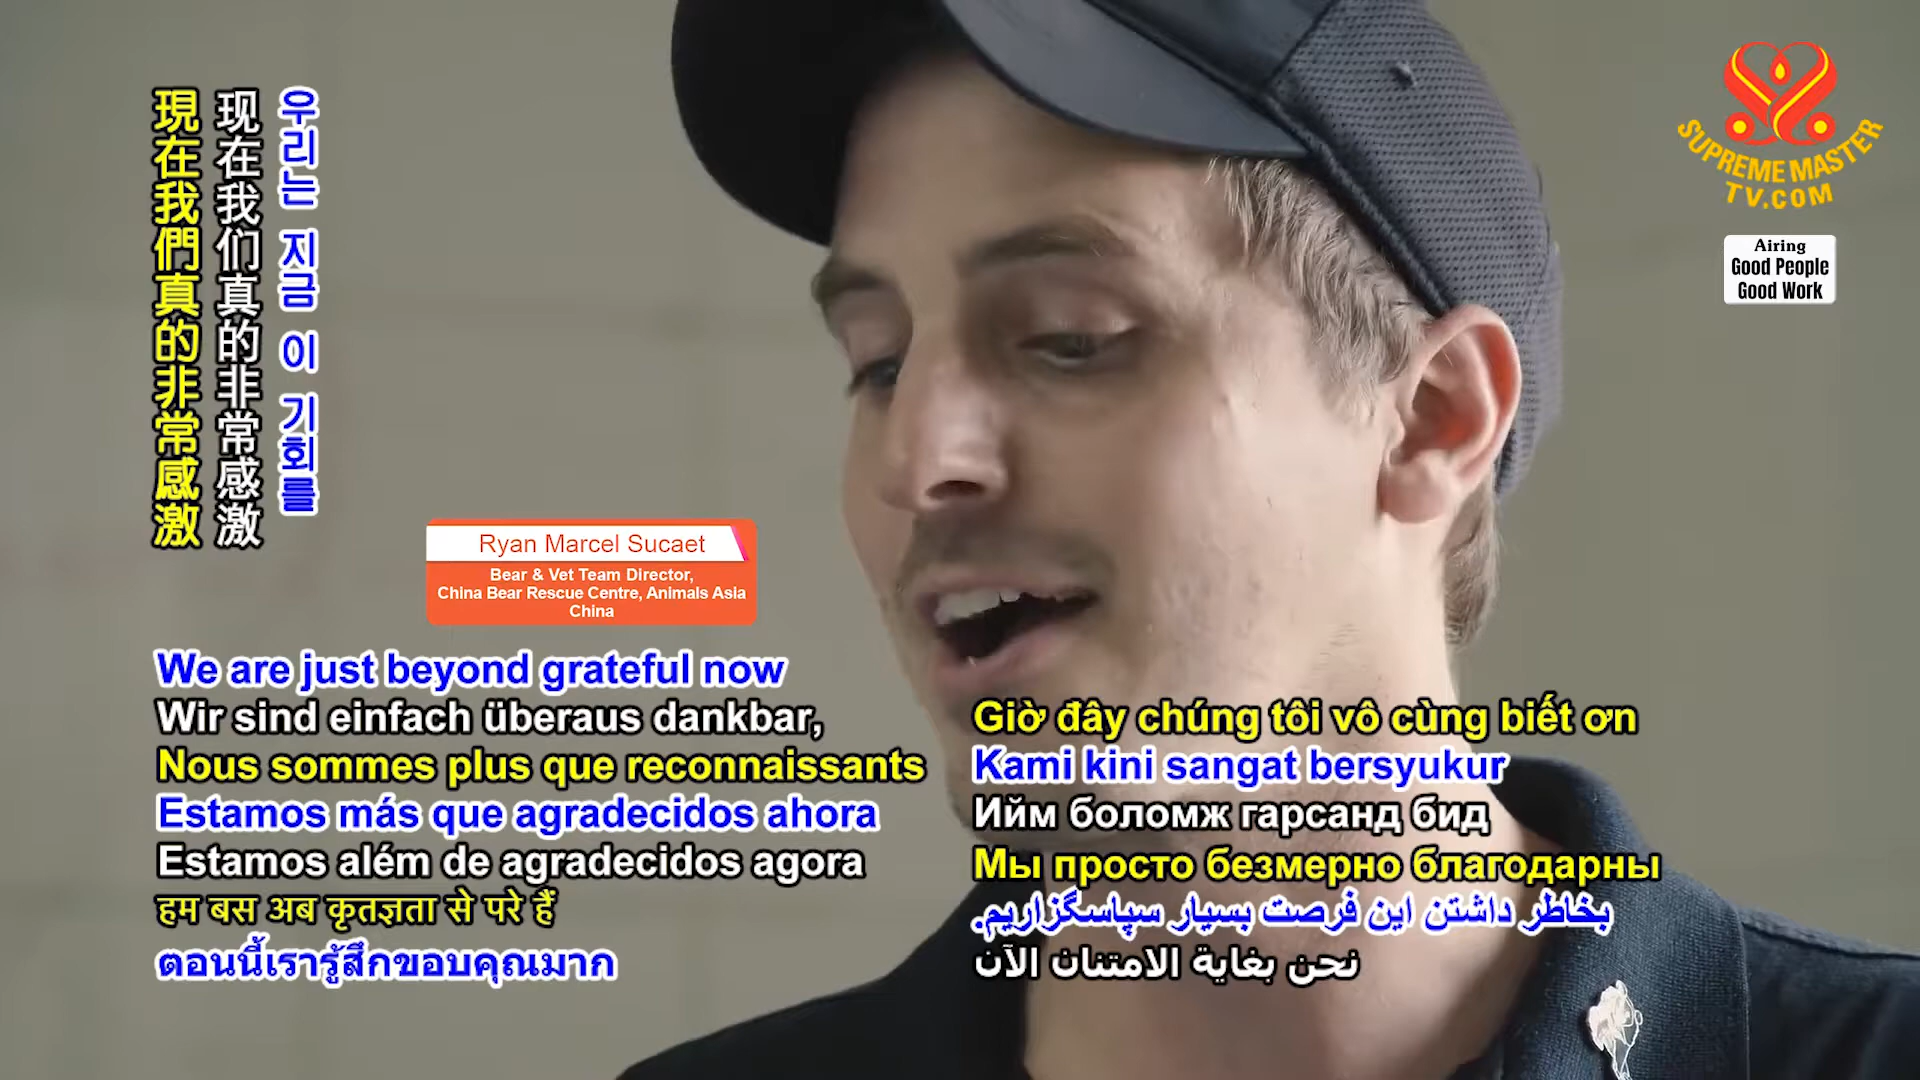 現在我們真的非常感激
现在我们真的非常感激
우리는 지금 이 기회를
SUPREME MASTER
TV.COM
Airing
Good People
Good Work
Ryan Marcel Sucaet
Bear & Vet Team Director,
China Bear Rescue Centre, Animals Asia
China
We are just beyond grateful now
Wir sind einfach überaus dankbar,
Nous sommes plus que reconnaissants
Estamos más que agradecidos ahora
Estamos além de agradecidos agora
हम बस अब कृतज्ञता से परे हैं
ตอนนี้เรารู้สึกขอบคุณมาก
Giờ đây chúng tôi vô cùng biết ơn
Kami kini sangat bersyukur
Ийм боломж гарсанд бид
Мы просто безмерно благодарны
بخاطر داشتن این فرصت بسیار سپاسگزاریم.
نحن بغاية الامتنان الآن